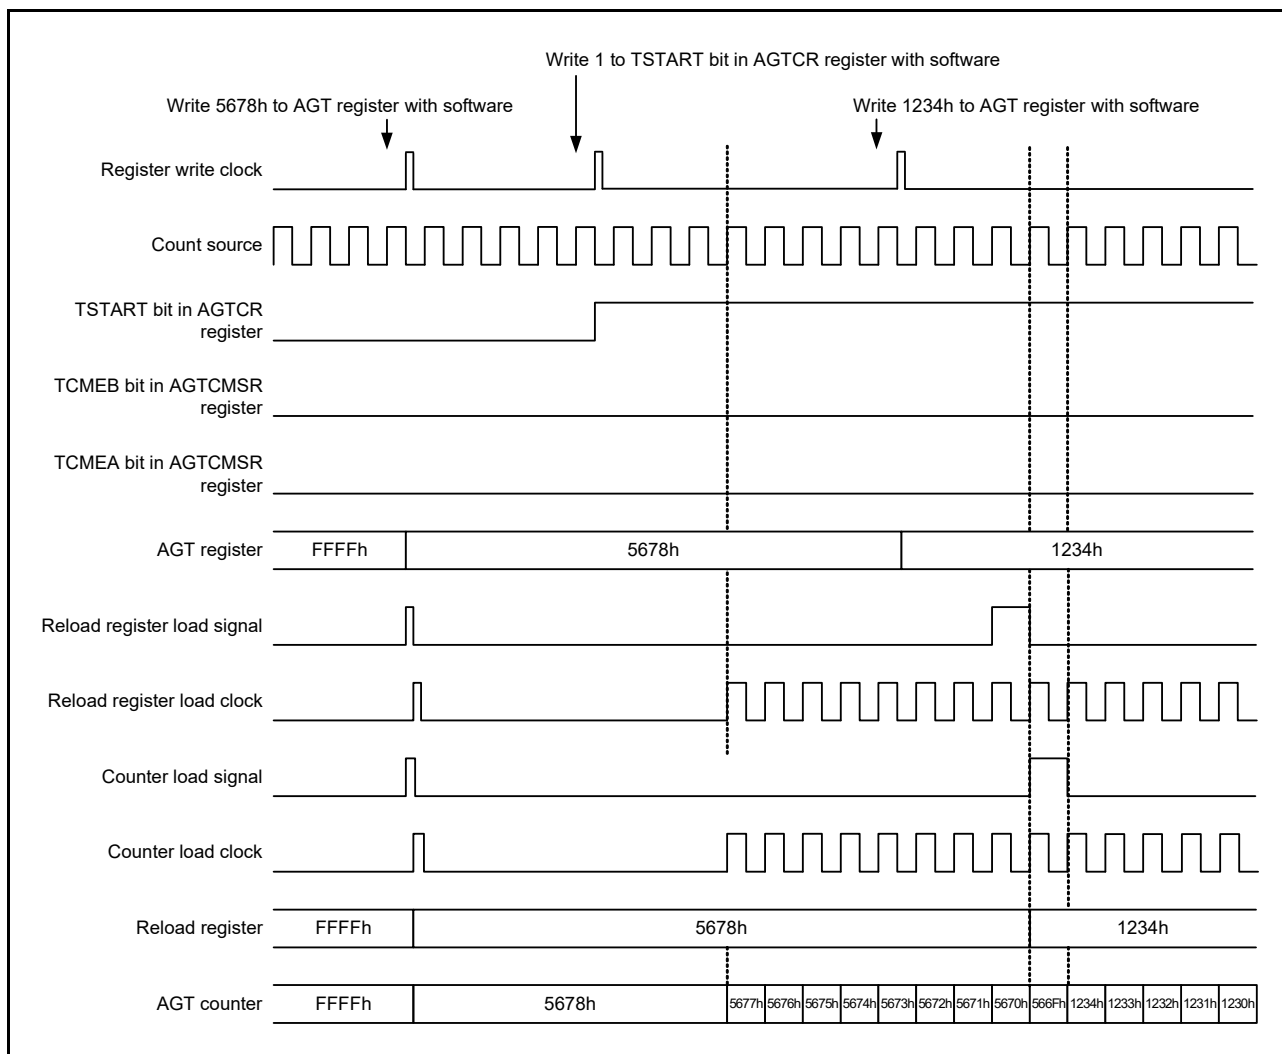 Write 1 to TSTART bit in AGTCR register with software
Write 5678h to AGT register with software
Write 1234h to AGT register with software
Register write clock
Count source
TSTART bit in AGTCR
register
TCMEB bit in AGTCMSR
register
TCMEA bit in AGTCMSR
register
AGT register FFFFh 5678h 1234h
Reload register load signal
Reload register load clock
Counter load signal
Counter load clock
Reload register FFFFh 5678h 1234h
AGT counter FFFFh 5678h 5677h 5676h 5675h 5674h 5673h 5672h 5671h 5670h 566Fh 1234h 1233h 1232h 1231h 1230h